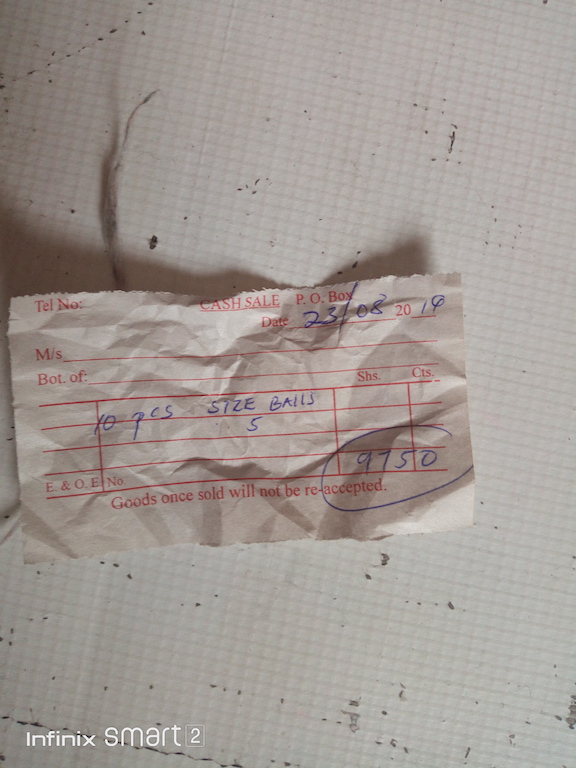 Tel No: CASH SALE P. O. Box
Date 23/08 20 19
M/s
Bot. of: Shs. Cts.
10 pcs SIZE BALLS
5
9750
E. & O. E. No.
Goods once sold will not be re-accepted.
Infinix SMART 2